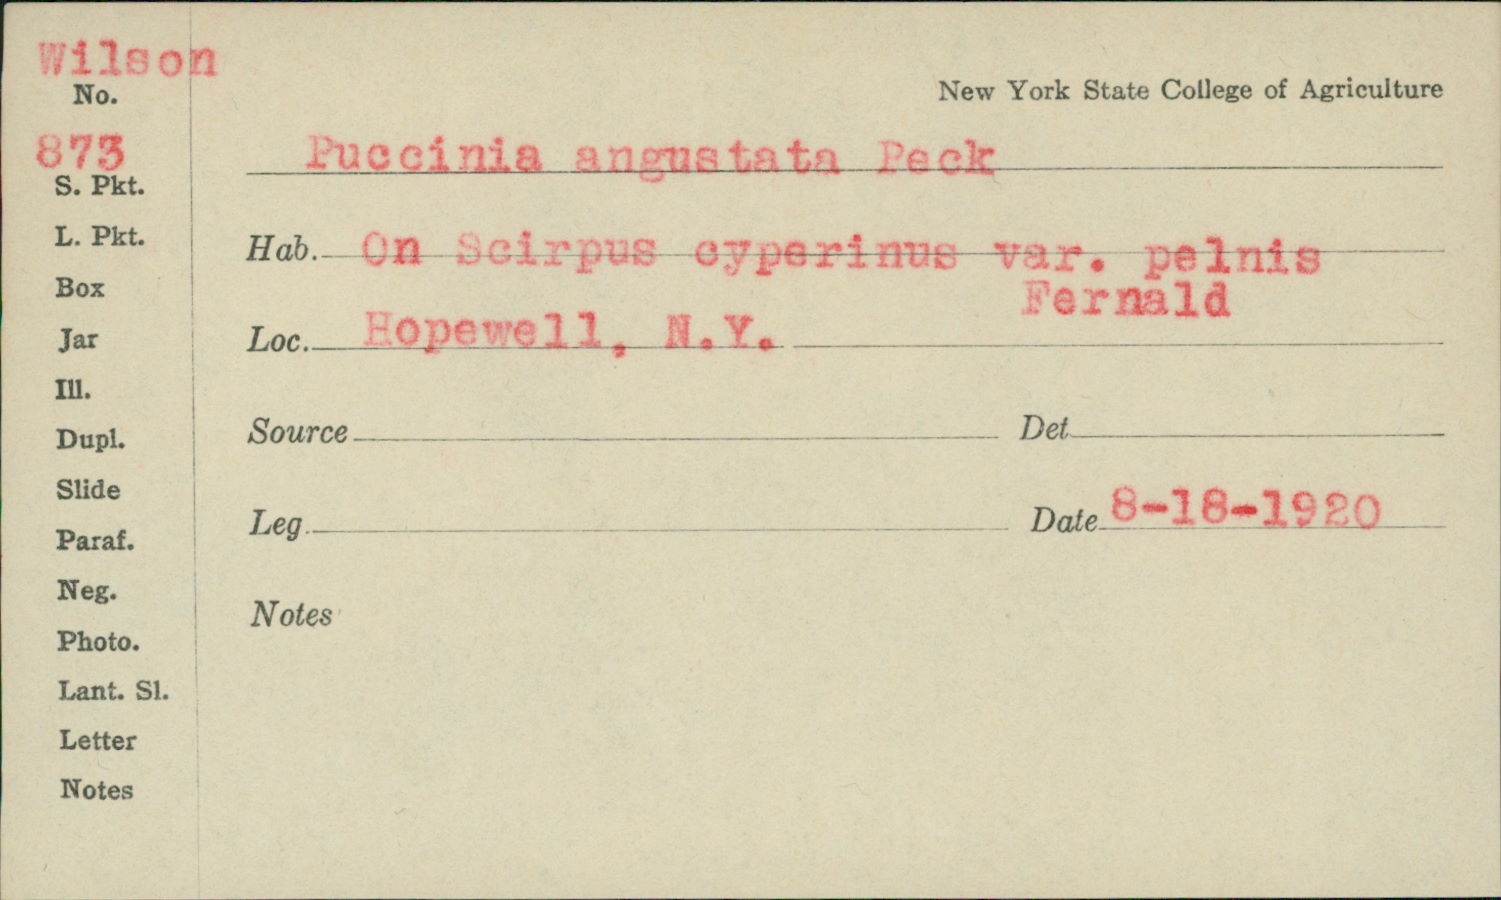 Wilson
No.
New York State College of Agriculture
873
Puccinia angustata Peck
S. Pkt.
L. Pkt.
Hab. On Scirpus cyperinus var. pelnis
Fernald
Box
Jar
Loc. Hopewell, N.Y.
Ill.
Dupl.
Source Det
Slide
Leg. Date 8-18-1920
Paraf.
Neg.
Notes
Photo.
Lant. Sl.
Letter
Notes